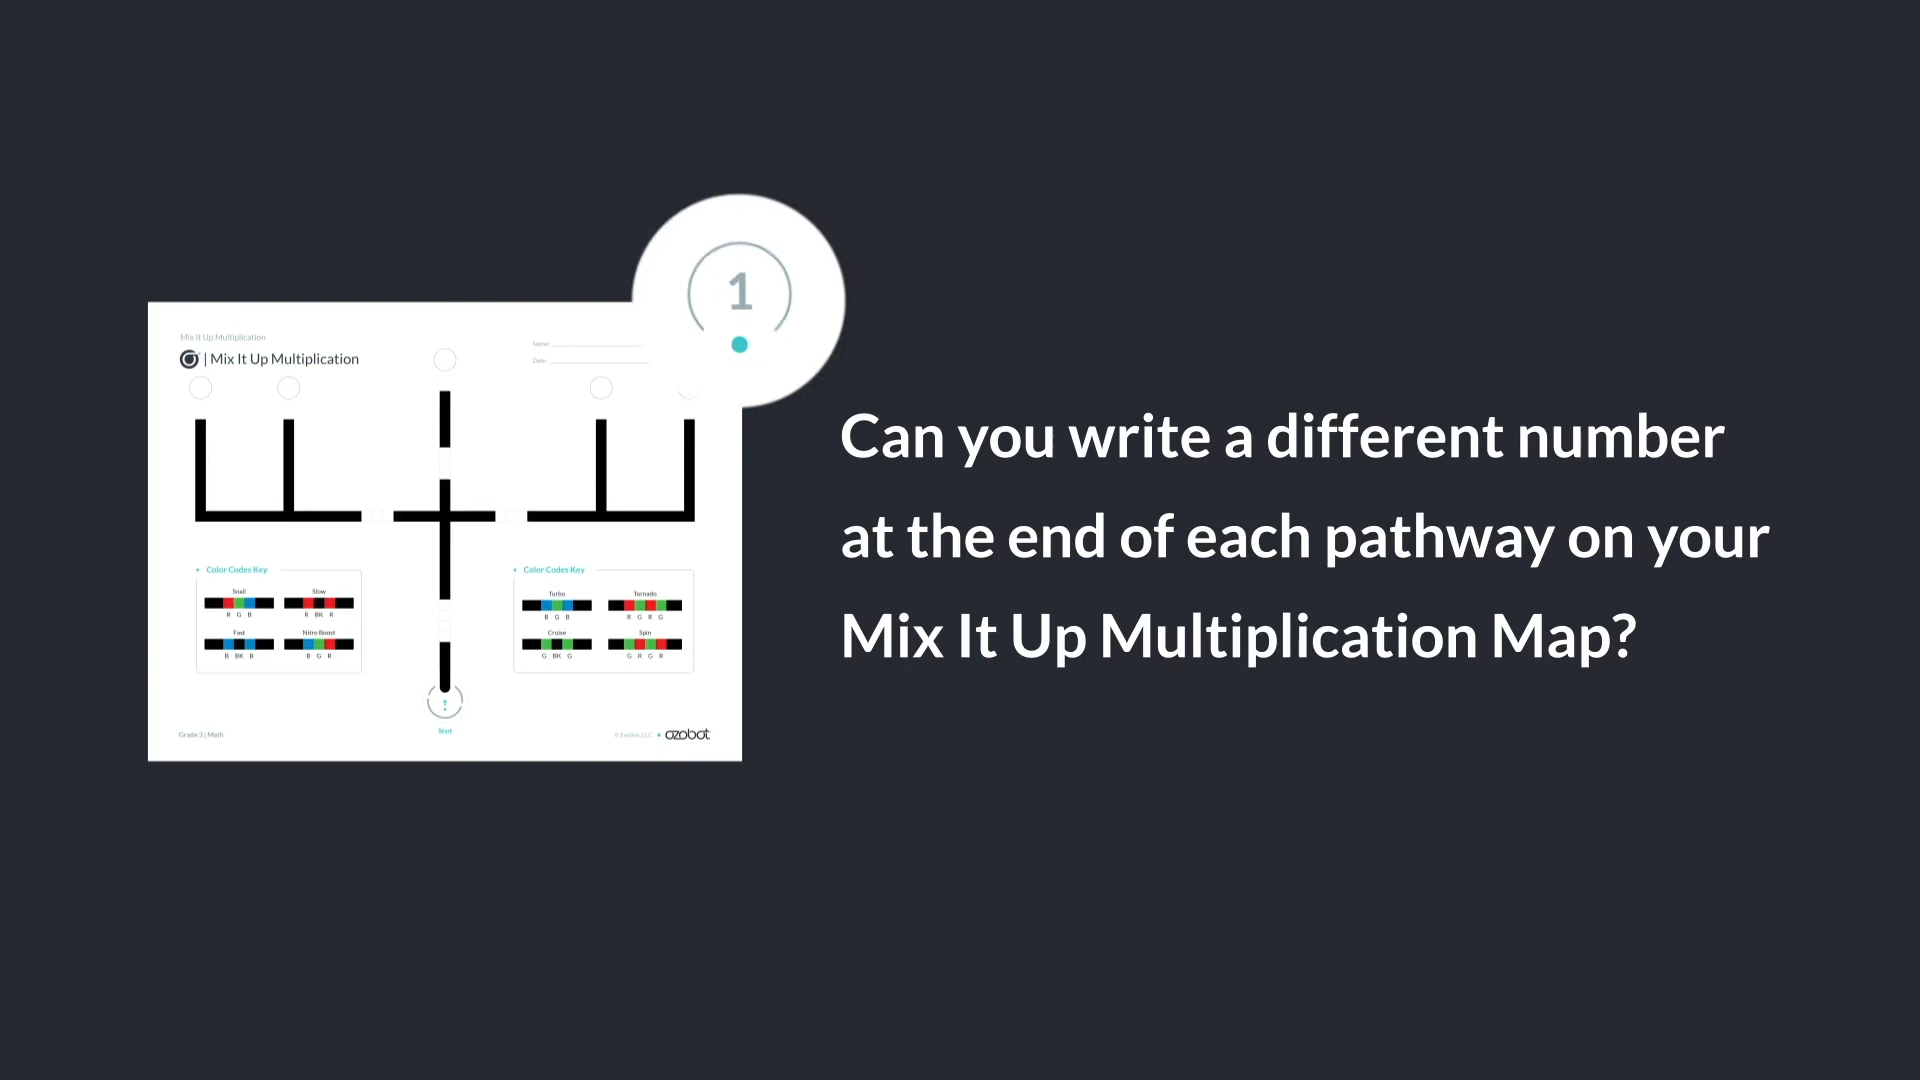 1
Mix It Up Multiplication
| Mix It Up Multiplication
Name:
Date:
Can you write a different number
at the end of each pathway on your
Mix It Up Multiplication Map?
Color Codes Key
Snail
R G B
Slow
R BK R
Fast
B BK B
Nitro Boost
B G R
Color Codes Key
Turbo
B G B
Tornado
R G R G
Cruise
G BK G
Spin
G R G R
Start
Grade 3 | Math
© Evollve, LLC • ozobot